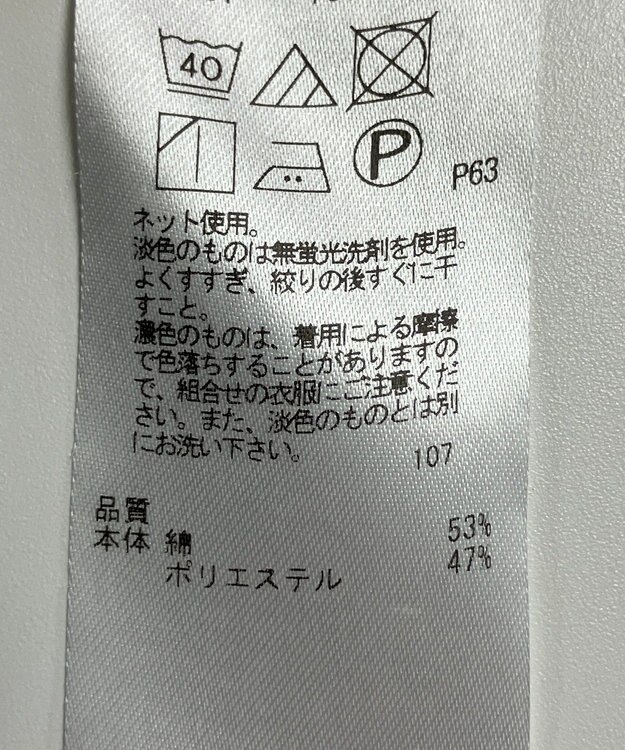 40
P
P63
ネット使用。
淡色のものは無蛍光洗剤を使用。
よくすすぎ、絞りの後すぐに干
すこと。
濃色のものは、着用による摩擦
で色落ちすることがありますの
で、組合せの衣服にご注意くだ
さい。また、淡色のものとは別
にお洗い下さい。
107
品質
本体 綿 53%
ポリエステル 47%